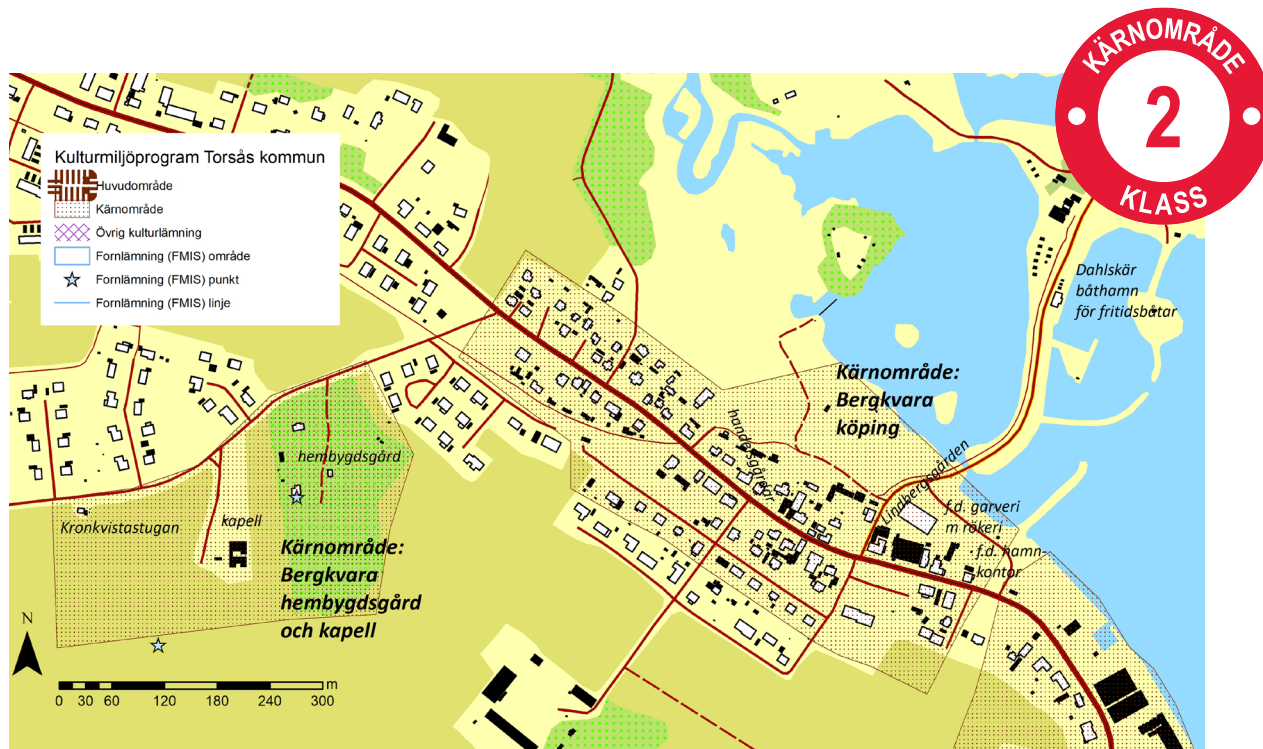 KÄRNOMRÅDE
2
KLASS
Kulturmiljöprogram Torsås kommun
Huvudområde
Kärnområde
Övrig kulturlämning
Fornlämning (FMIS) område
Fornlämning (FMIS) punkt
Fornlämning (FMIS) linje
Dahlskär
båthamn
för fritidsbåtar
Kärnområde:
Bergkvara
köping
handelsgårdar
Lindbergsgården
f.d. garveri
m rökeri
f.d. hamn-
kontor
hembygdsgård
Kronkvistastugan
kapell
Kärnområde:
Bergkvara
hembygdsgård
och kapell
N
m
0 30 60 120 180 240 300